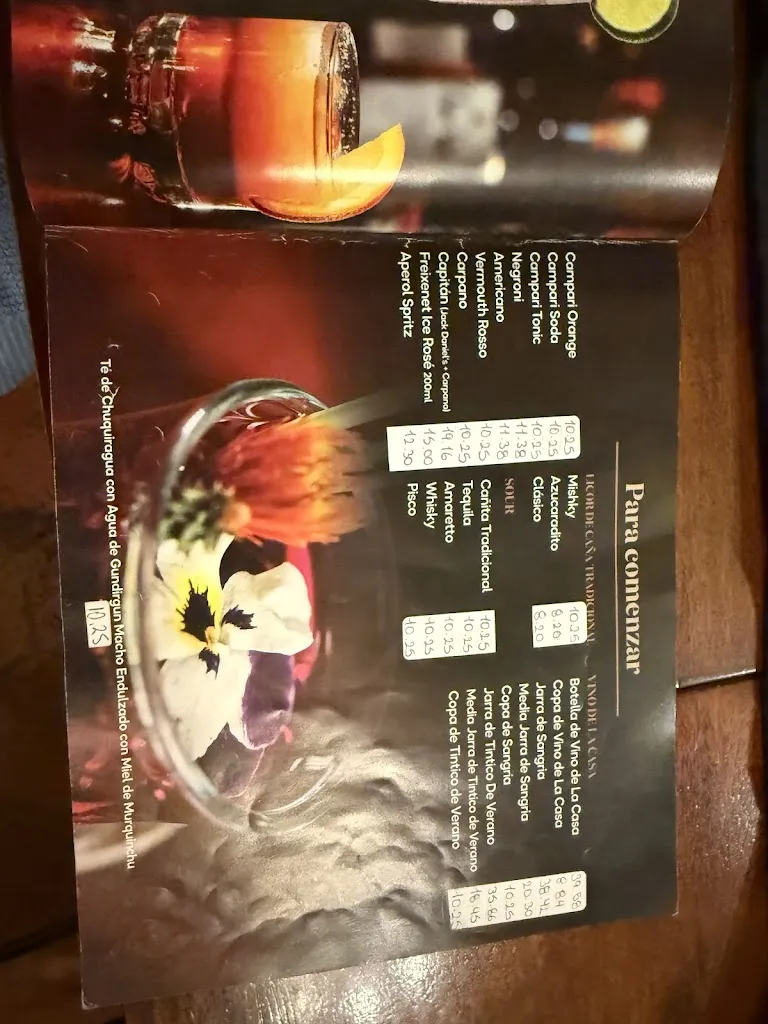 Para comenzar
Campari Orange 10.25
Campari Soda 10.25
Campari Tonic 10.25
Negroni 11.38
Americano 11.38
Vermouth Rosso 10.25
Carpano 10.25
Capitán (Jack Daniel's + Carpano) 19.16
Freixenet Ice Rosé 200ml 15.00
Aperol Spritz 12.30
LICOR DE CAÑA TRADICIONAL
Mishky 10.25
Azucaradito 8.20
Clásico 8.20
SOUR
Cañita Tradicional 10.25
Tequila 10.25
Amaretto 10.25
Whisky 10.25
Pisco 10.25
VINO DE LA CASA
Botella de Vino de La Casa
Copa de Vino de La Casa 8.84
Jarra de Sangría 38.42
Media Jarra de Sangría 20.30
Copa de Sangría 10.25
Jarra de Tintico De Verano 35.86
Media Jarra de Tintico de Verano 18.45
Copa de Tintico de Verano 10.25
Té de Chuquiragua con Agua de Gundirgun Macho Endulzado con Miel de Murquinchu
10.25